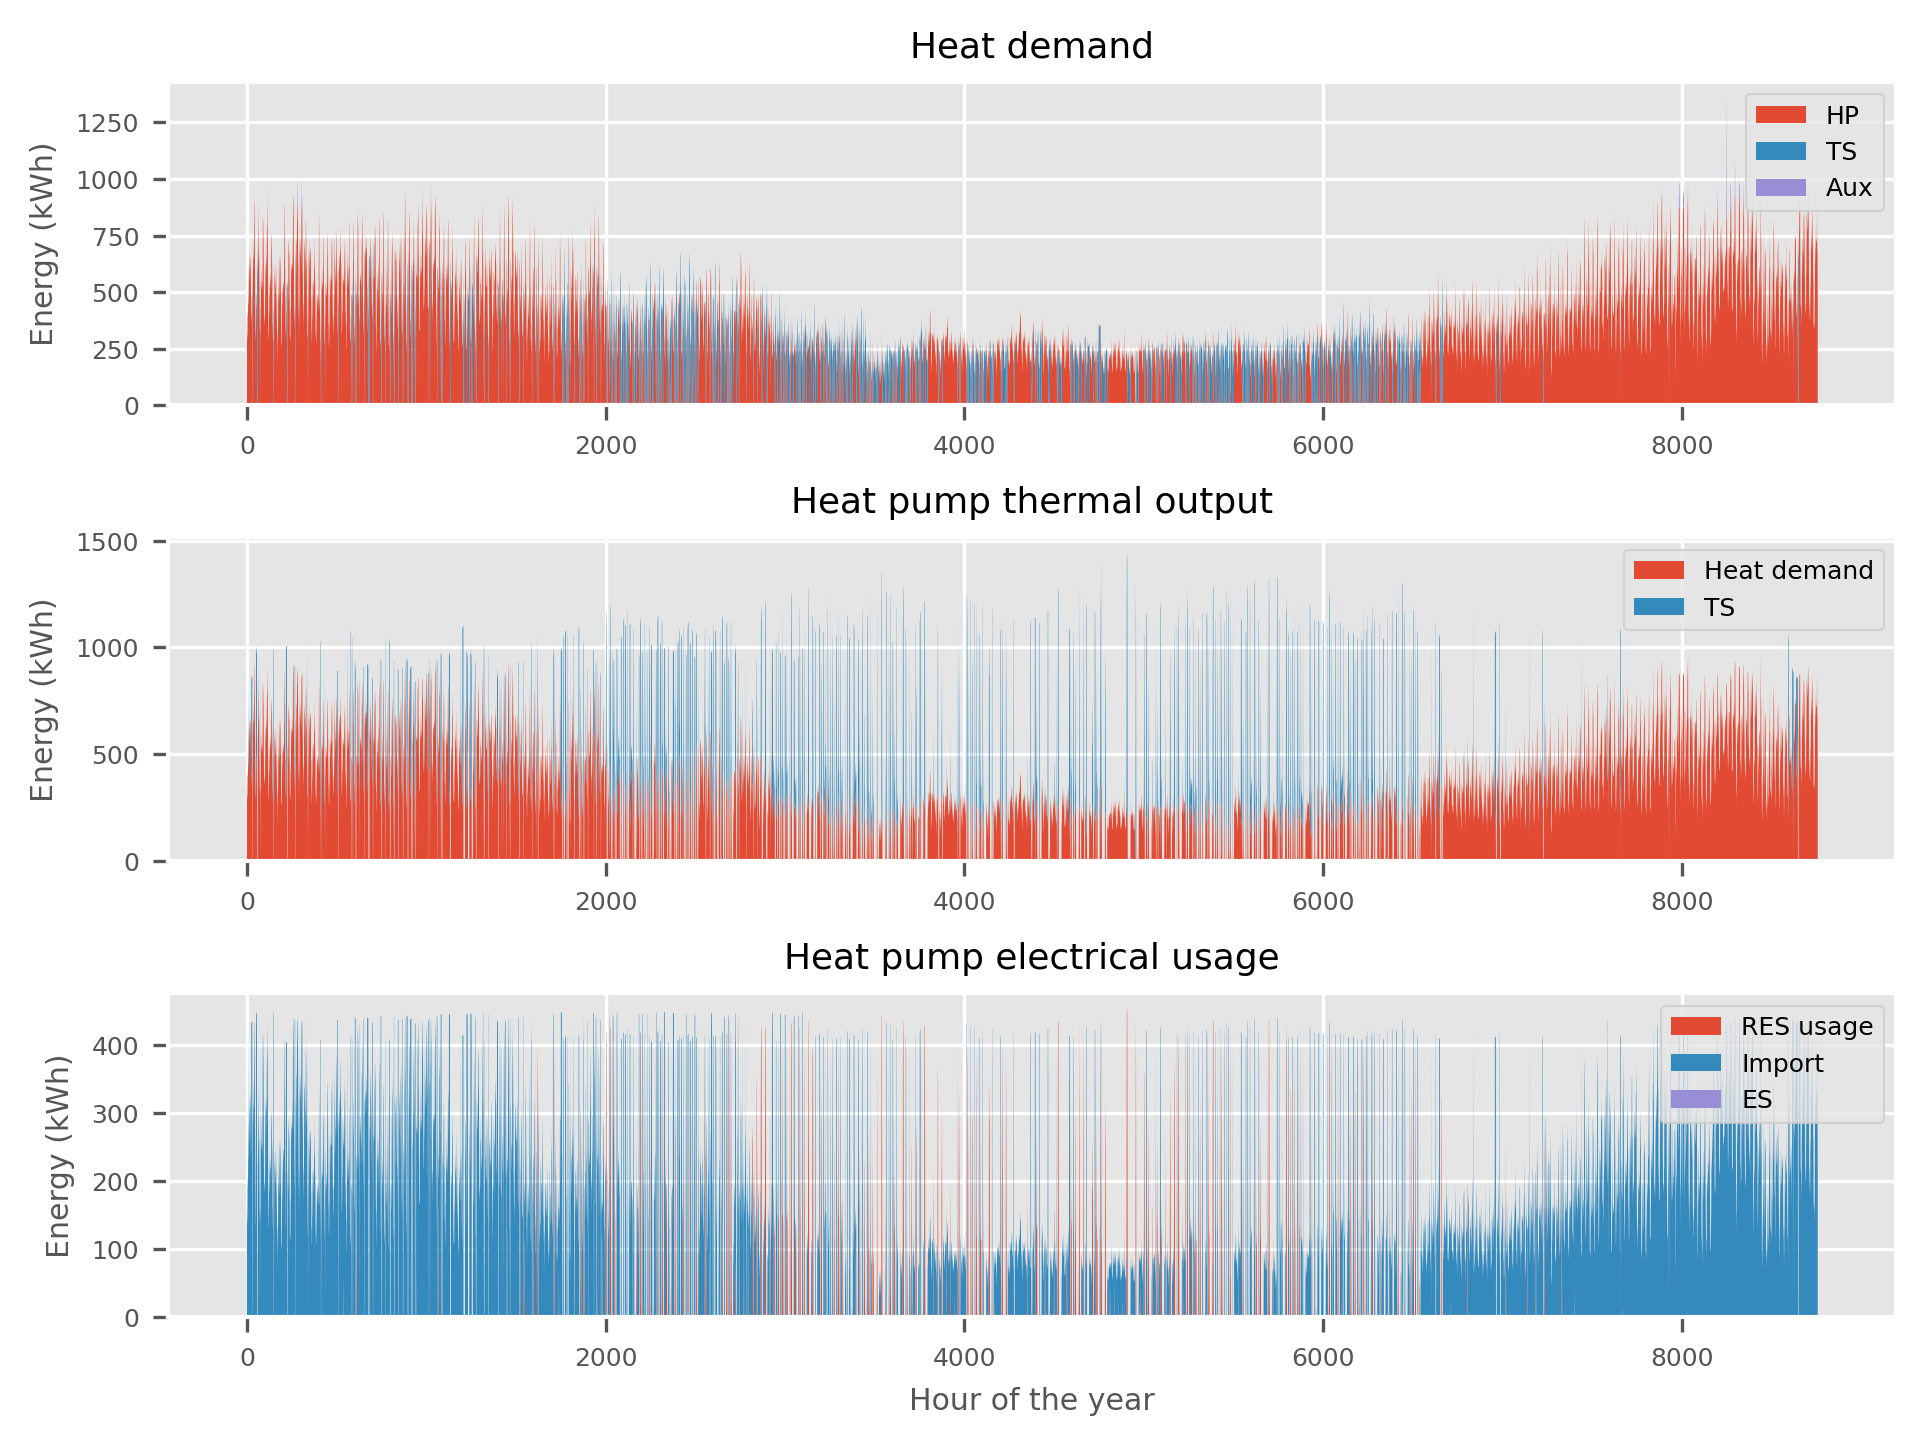 Heat demand
Energy (kWh)
1250
1000
750
500
250
0
HP
TS
Aux
0 2000 4000 6000 8000
Heat pump thermal output
Energy (kWh)
1500
1000
500
0
Heat demand
TS
0 2000 4000 6000 8000
Heat pump electrical usage
Energy (kWh)
400
300
200
100
0
RES usage
Import
ES
0 2000 4000 6000 8000
Hour of the year